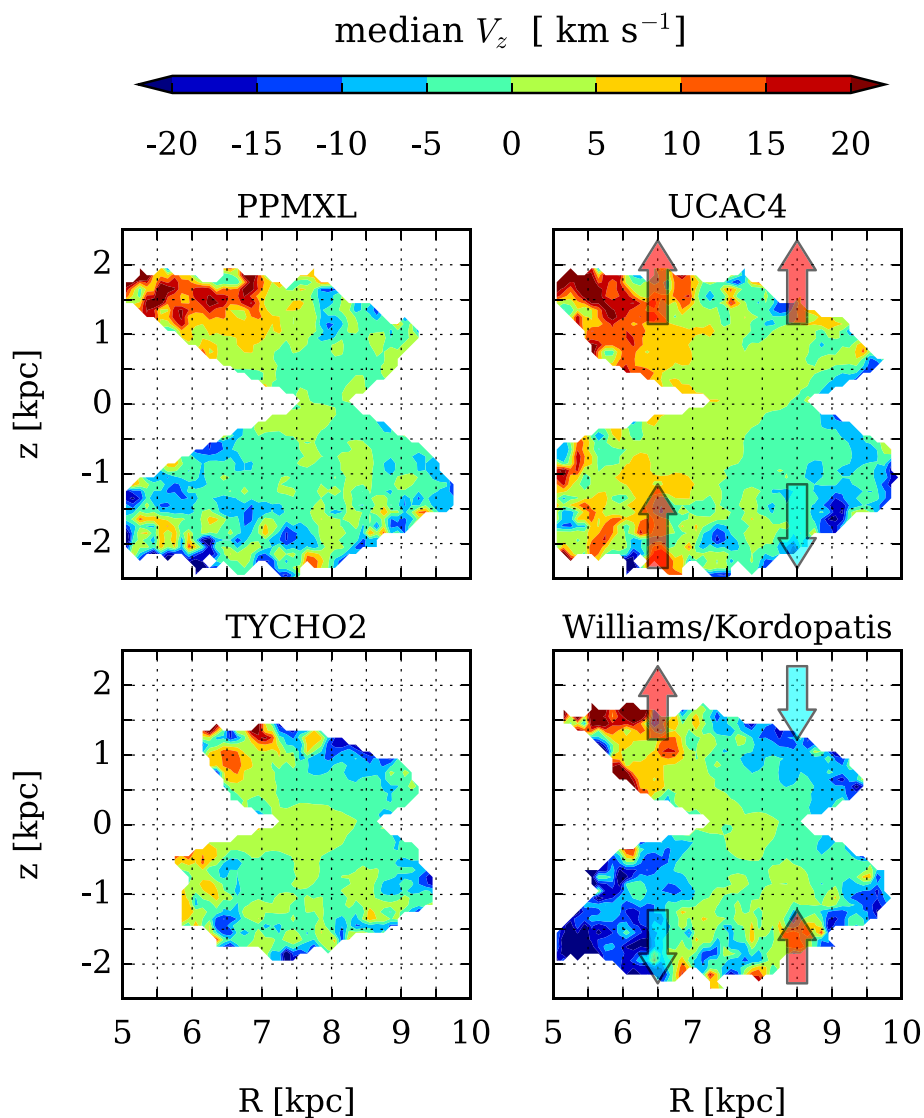 median V_z [ km s⁻¹]
-20 -15 -10 -5 0 5 10 15 20
PPMXL
UCAC4
2
1
0
-1
-2
z [kpc]
TYCHO2
Williams/Kordopatis
2
1
0
-1
-2
z [kpc]
5 6 7 8 9 10
5 6 7 8 9 10
R [kpc]
R [kpc]